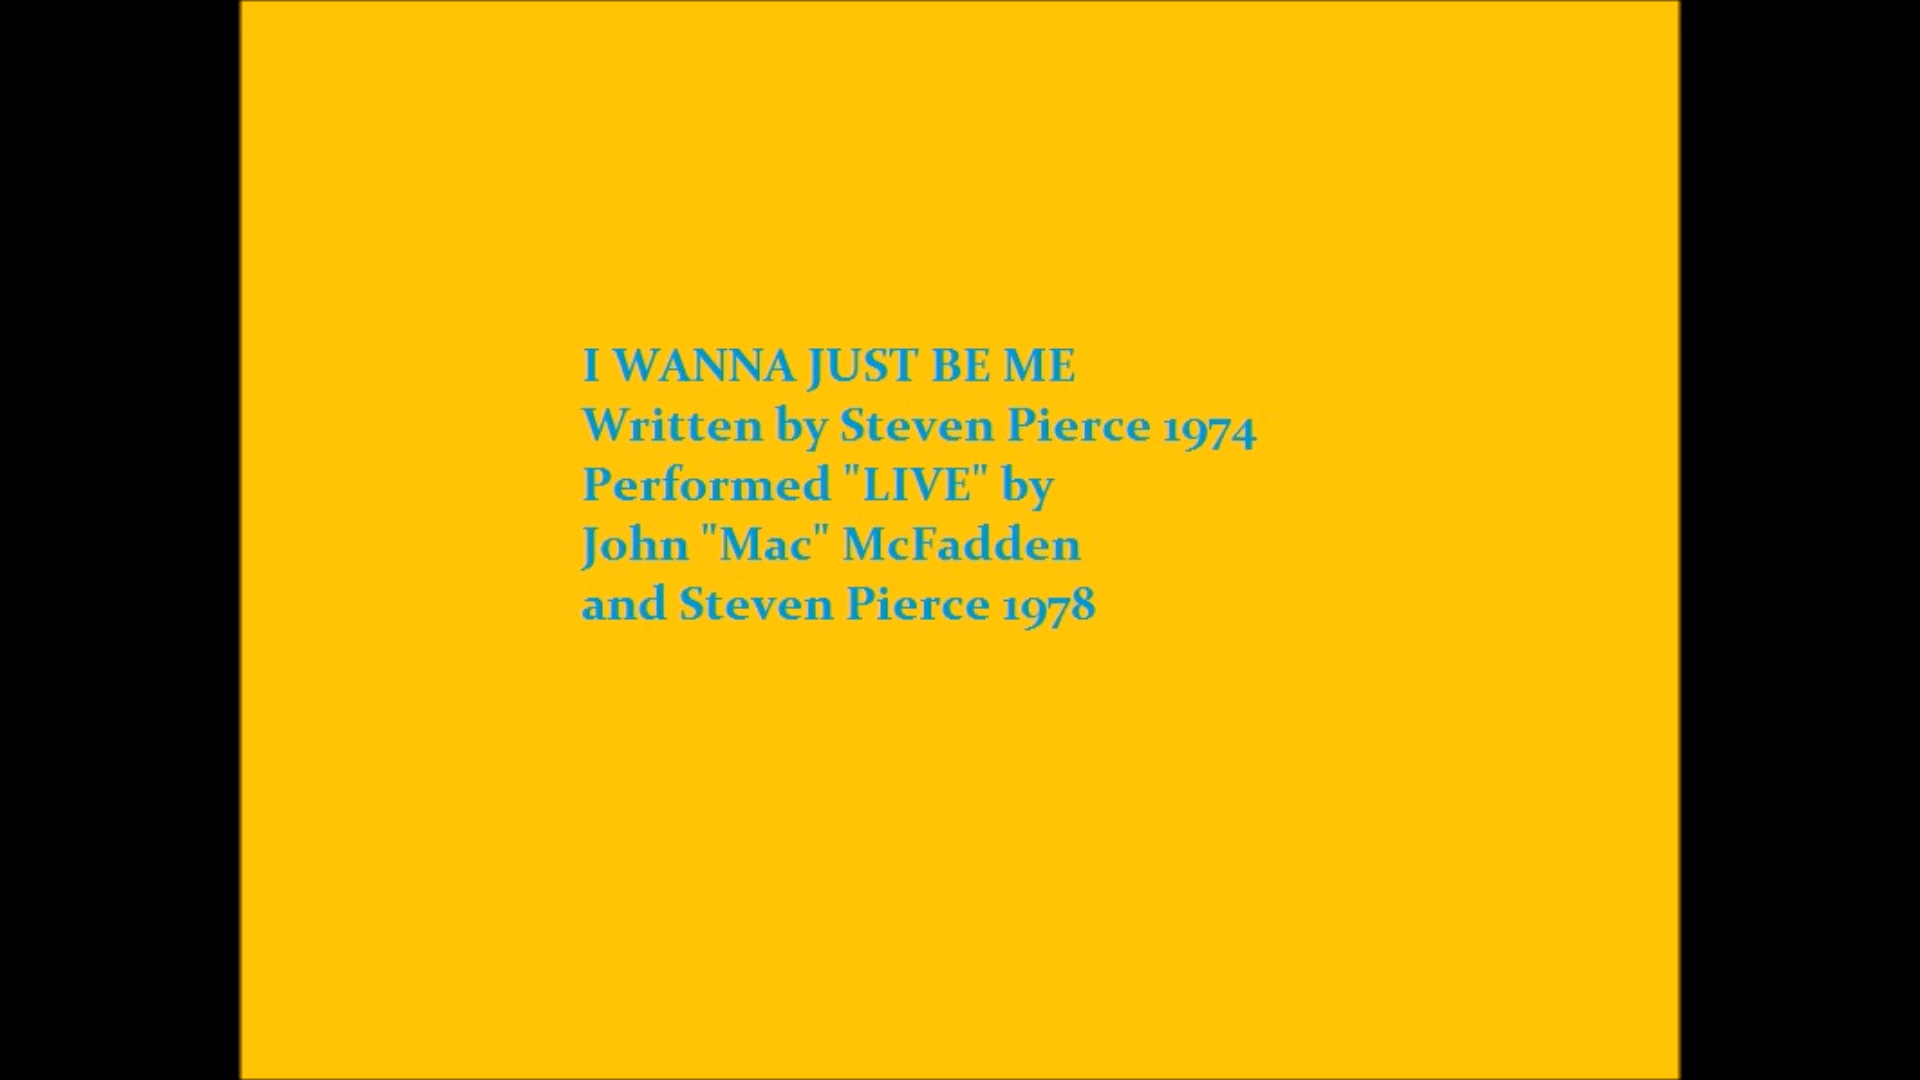 I WANNA JUST BE ME
Written by Steven Pierce 1974
Performed "LIVE" by
John "Mac" McFadden
and Steven Pierce 1978